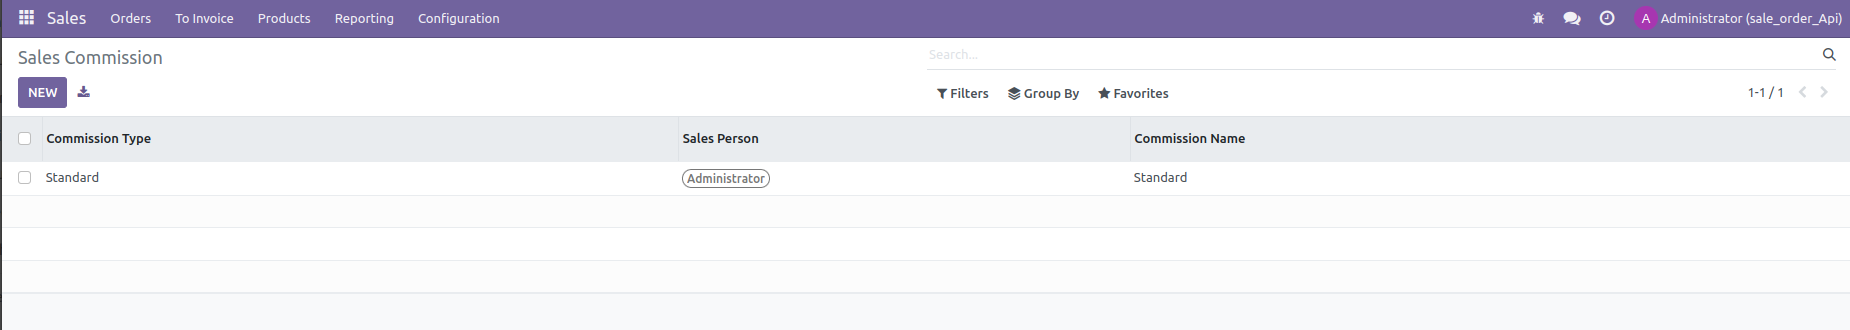 Sales Orders To Invoice Products Reporting Configuration A Administrator (sale_order_Api)
Sales Commission Search...
NEW Filters Group By Favorites 1-1 / 1
Commission Type Sales Person Commission Name
Standard Administrator Standard